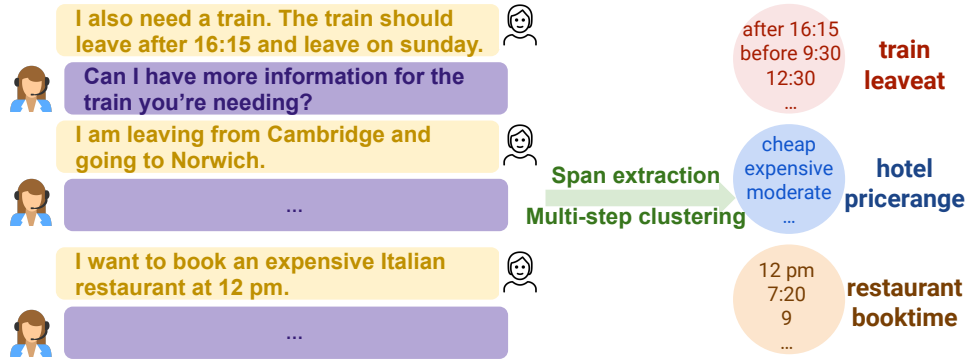 I also need a train. The train should
leave after 16:15 and leave on sunday.
Can I have more information for the
train you're needing?
I am leaving from Cambridge and
going to Norwich.
...
I want to book an expensive Italian
restaurant at 12 pm.
...
Span extraction
Multi-step clustering
after 16:15
before 9:30
12:30
...
train
leaveat
cheap
expensive
moderate
...
hotel
pricerange
12 pm
7:20
9
...
restaurant
booktime